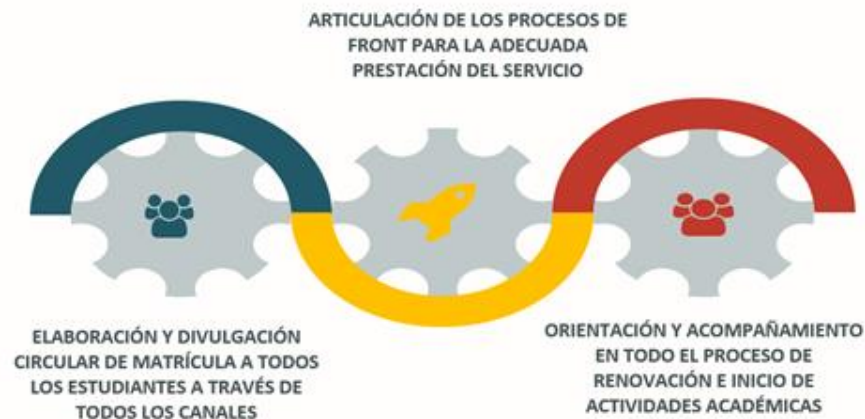 ARTICULACIÓN DE LOS PROCESOS DE
FRONT PARA LA ADECUADA
PRESTACIÓN DEL SERVICIO
ELABORACIÓN Y DIVULGACIÓN
CIRCULAR DE MATRÍCULA A TODOS
LOS ESTUDIANTES A TRAVÉS DE
TODOS LOS CANALES
ORIENTACIÓN Y ACOMPAÑAMIENTO
EN TODO EL PROCESO DE
RENOVACIÓN E INICIO DE
ACTIVIDADES ACADÉMICAS